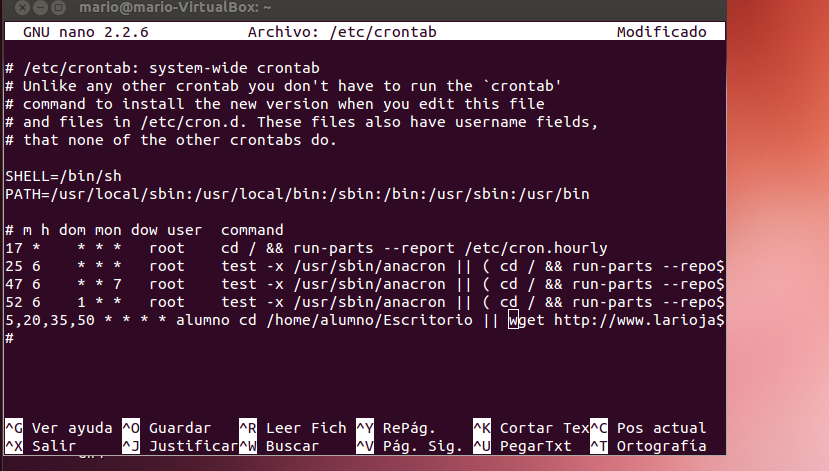 mario@mario-VirtualBox: ~
GNU nano 2.2.6 Archivo: /etc/crontab Modificado
# /etc/crontab: system-wide crontab
# Unlike any other crontab you don't have to run the `crontab'
# command to install the new version when you edit this file
# and files in /etc/cron.d. These files also have username fields,
# that none of the other crontabs do.
SHELL=/bin/sh
PATH=/usr/local/sbin:/usr/local/bin:/sbin:/bin:/usr/sbin:/usr/bin
# m h dom mon dow user  command
17 *    * * *   root    cd / && run-parts --report /etc/cron.hourly
25 6    * * *   root    test -x /usr/sbin/anacron || ( cd / && run-parts --repo$
47 6    * * 7   root    test -x /usr/sbin/anacron || ( cd / && run-parts --repo$
52 6    1 * *   root    test -x /usr/sbin/anacron || ( cd / && run-parts --repo$
5,20,35,50 * * * * alumno cd /home/alumno/Escritorio || wget http://www.larioja$
#
^G Ver ayuda ^O Guardar ^R Leer Fich ^Y RePág. ^K Cortar Tex ^C Pos actual
^X Salir ^J Justificar ^W Buscar ^V Pág. Sig. ^U PegarTxt ^T Ortografía